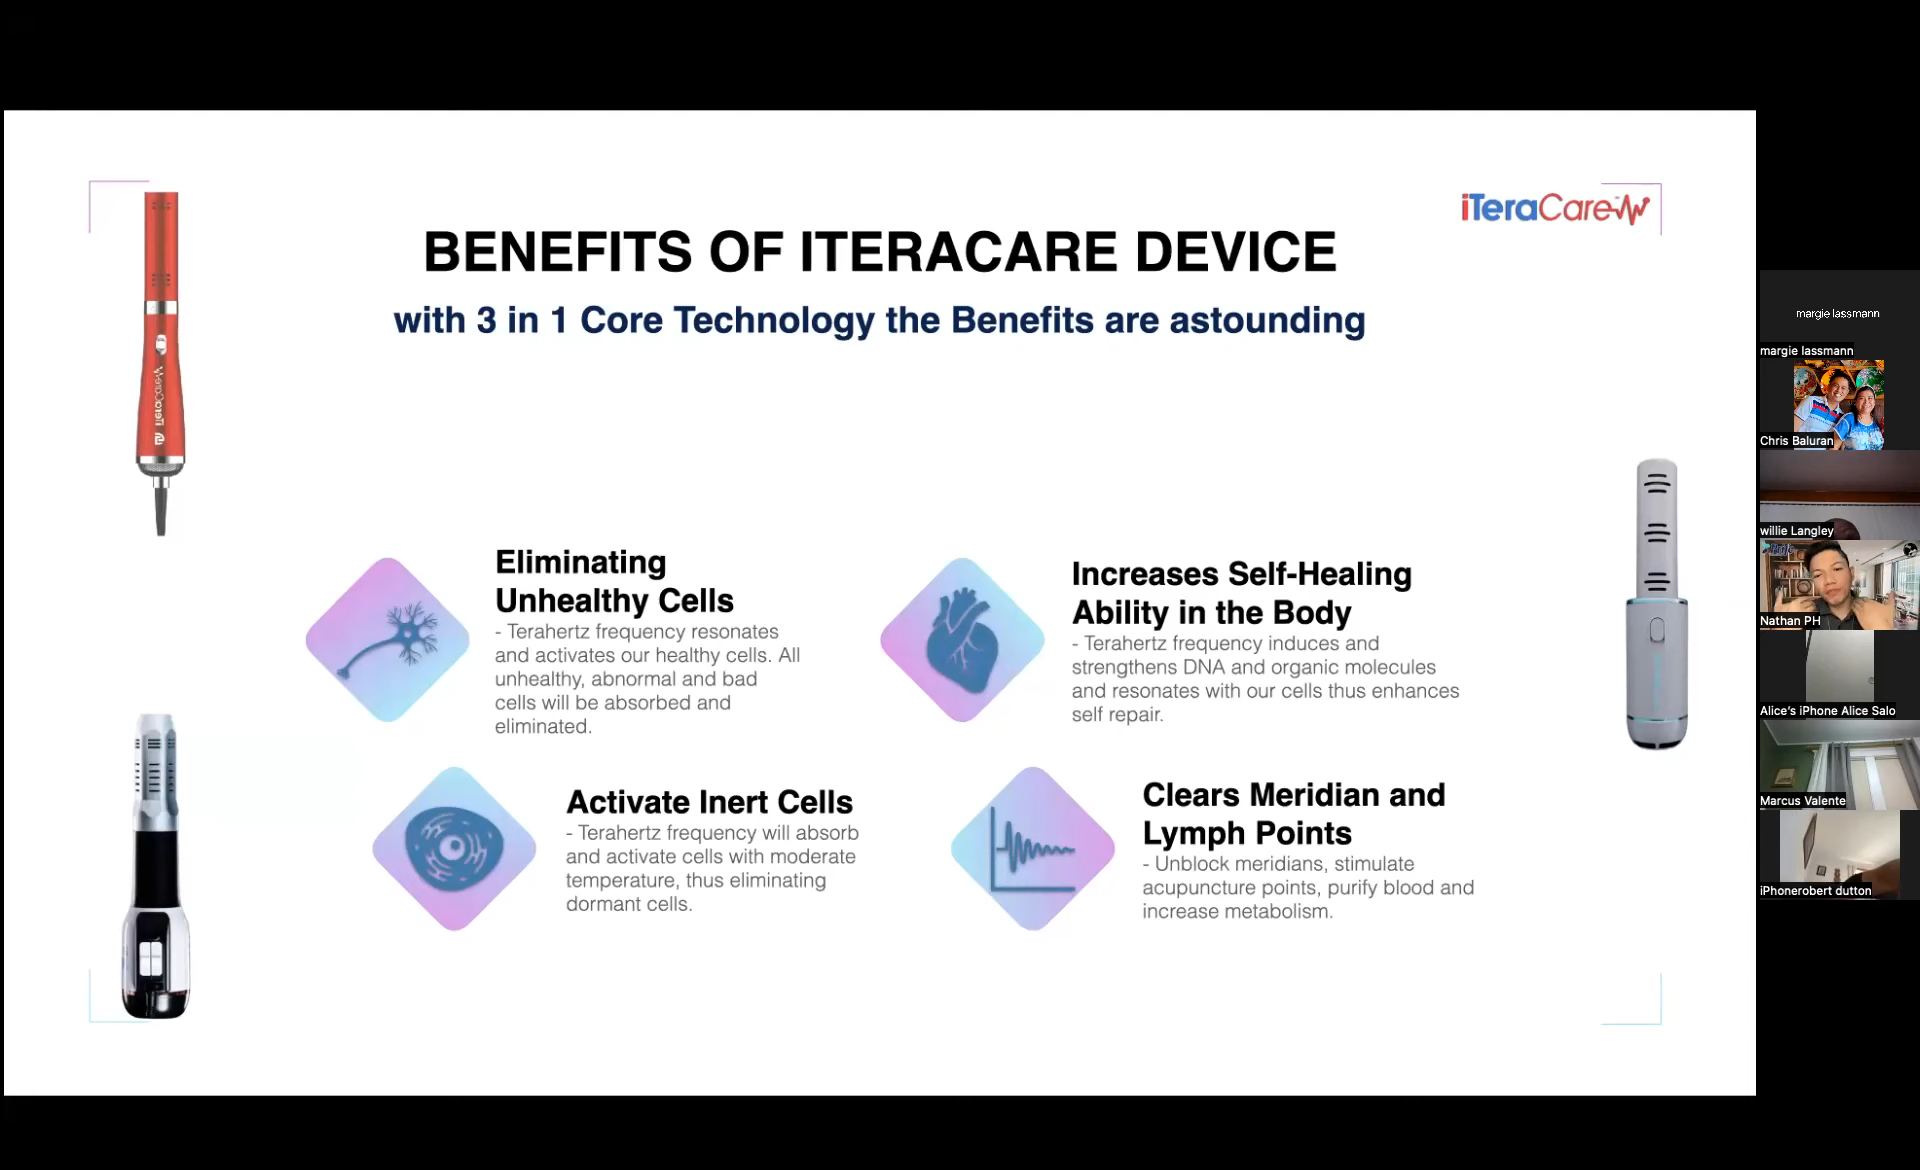 iTeraCare
BENEFITS OF ITERACARE DEVICE
with 3 in 1 Core Technology the Benefits are astounding
iTeraCare
Eliminating
Unhealthy Cells
- Terahertz frequency resonates
and activates our healthy cells. All
unhealthy, abnormal and bad
cells will be absorbed and
eliminated.
Increases Self-Healing
Ability in the Body
- Terahertz frequency induces and
strengthens DNA and organic molecules
and resonates with our cells thus enhances
self repair.
Activate Inert Cells
- Terahertz frequency will absorb
and activate cells with moderate
temperature, thus eliminating
dormant cells.
Clears Meridian and
Lymph Points
- Unblock meridians, stimulate
acupuncture points, purify blood and
increase metabolism.
margie lassmann
margie lassmann
Chris Baluran
willie Langley
Nathan PH
Alice's iPhone Alice Salo
Marcus Valente
iPhonerobert dutton